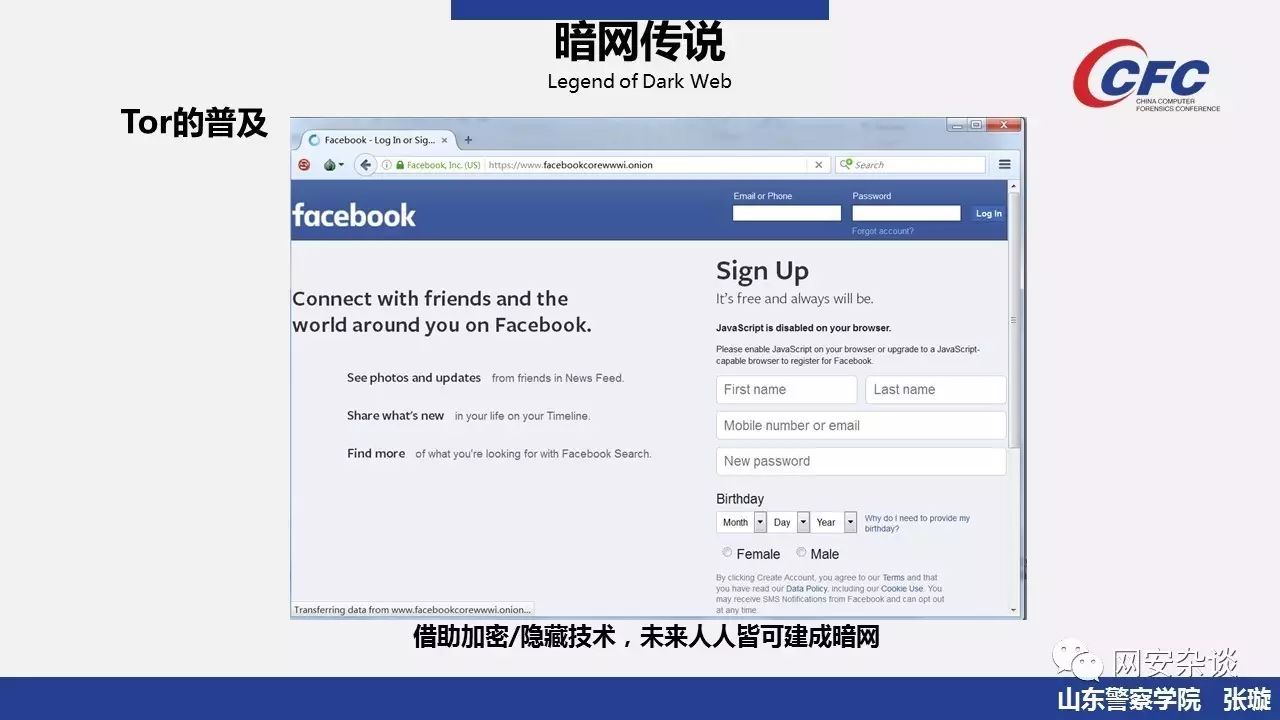 暗网传说
Legend of Dark Web
CFC
CHINA COMPUTER
FORENSICS CONFERENCE
Tor的普及
Facebook - Log In or Sig...
Facebook, Inc. (US) https://www.facebookcorewwwi.onion
Search
Email or Phone
Password
facebook
Log In
Forgot account?
Connect with friends and the
world around you on Facebook.
See photos and updates from friends in News Feed.
Share what's new in your life on your Timeline.
Find more of what you're looking for with Facebook Search.
Sign Up
It's free and always will be.
JavaScript is disabled on your browser.
Please enable JavaScript on your browser or upgrade to a JavaScript-
capable browser to register for Facebook.
First name
Last name
Mobile number or email
New password
Birthday
Month Day Year
Why do I need to provide my
birthday?
Female Male
By clicking Create Account, you agree to our Terms and that
you have read our Data Policy, including our Cookie Use. You
may receive SMS Notifications from Facebook and can opt out
at any time.
Transferring data from www.facebookcorewwwi.onion...
借助加密/隐藏技术，未来人人皆可建成暗网
网安杂谈
山东警察学院 张璇